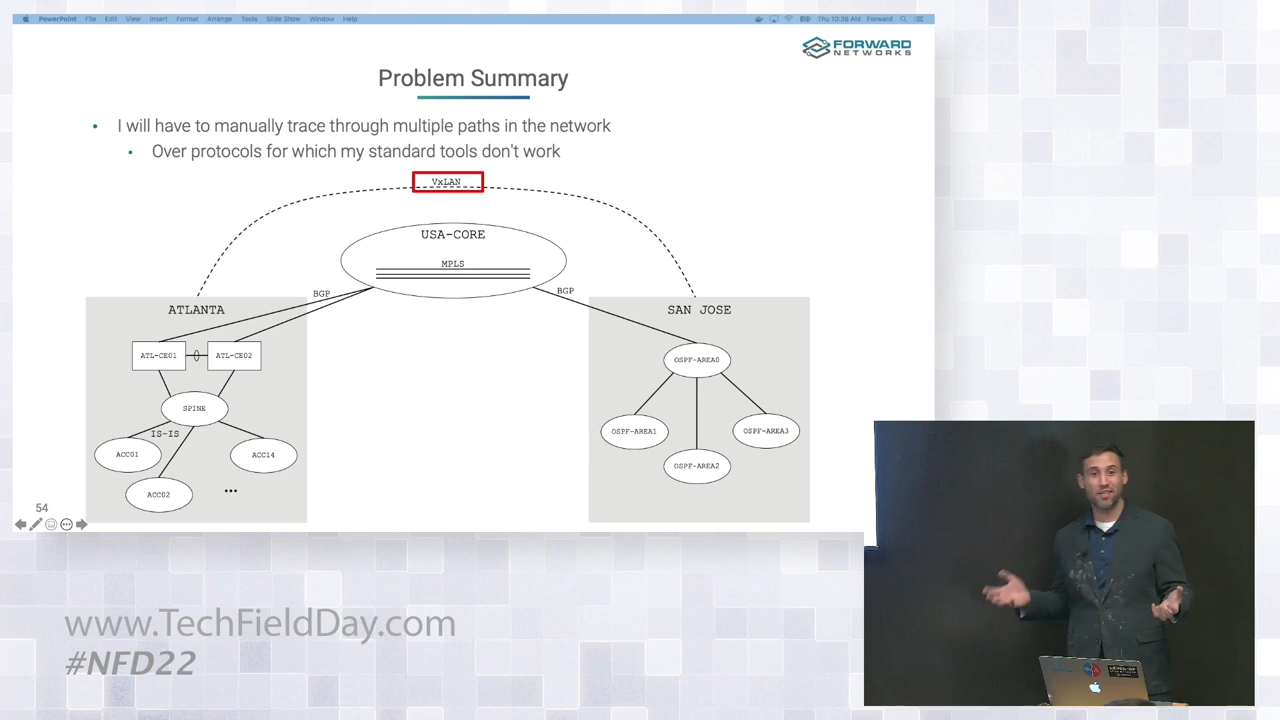 PowerPoint File Edit View Insert Format Arrange Tools Slide Show Window Help
Thu 10:36 AM Forward
FORWARD
NETWORKS
Problem Summary
• I will have to manually trace through multiple paths in the network
• Over protocols for which my standard tools don't work
VxLAN
USA-CORE
MPLS
BGP
BGP
ATLANTA
SAN JOSE
ATL-CE01
ATL-CE02
OSPF-AREA0
SPINE
IS-IS
OSPF-AREA1
OSPF-AREA3
ACC01
ACC14
OSPF-AREA2
ACC02
...
54
www.TechFieldDay.com
#NFD22